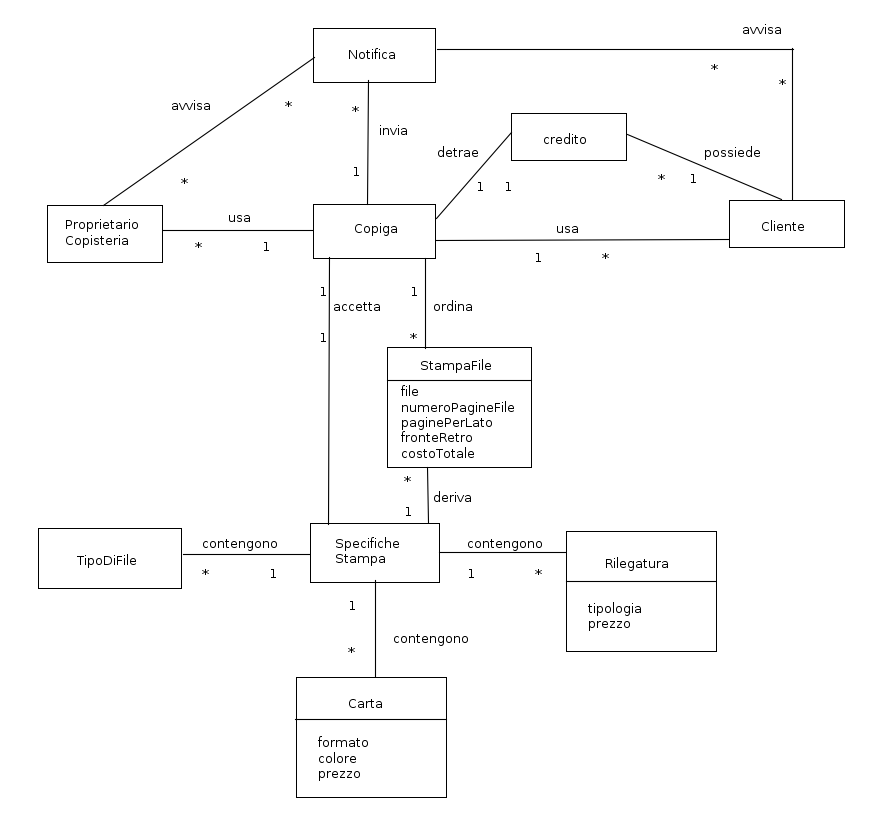 avvisa
Notifica
*
*
avvisa
*
*
invia
credito
detrae
possiede
1
1
1
*
1
*
Proprietario
Copisteria
usa
Copiga
usa
Cliente
*
1
1
*
1
accetta
1
ordina
1
*
StampaFile
file
numeroPagineFile
paginePerLato
fronteRetro
costoTotale
*
deriva
1
TipoDiFile
contengono
Specifiche
Stampa
contengono
Rilegatura
*
1
1
*
tipologia
prezzo
1
contengono
*
Carta
formato
colore
prezzo